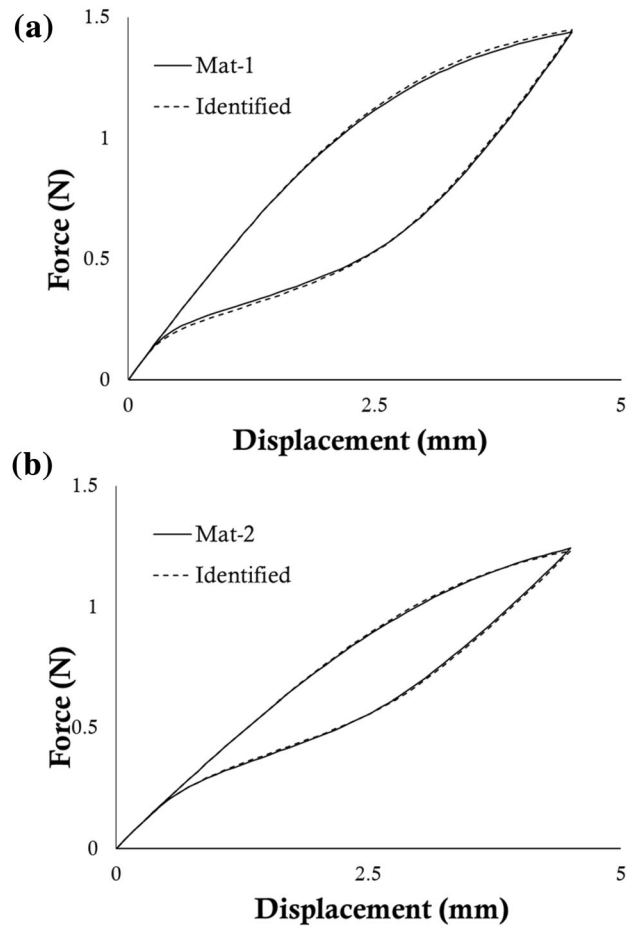 (a)
1.5
Mat-1
Identified
1
Force (N)
0.5
0
0
2.5
5
Displacement (mm)
(b)
1.5
Mat-2
Identified
1
Force (N)
0.5
0
0
2.5
5
Displacement (mm)